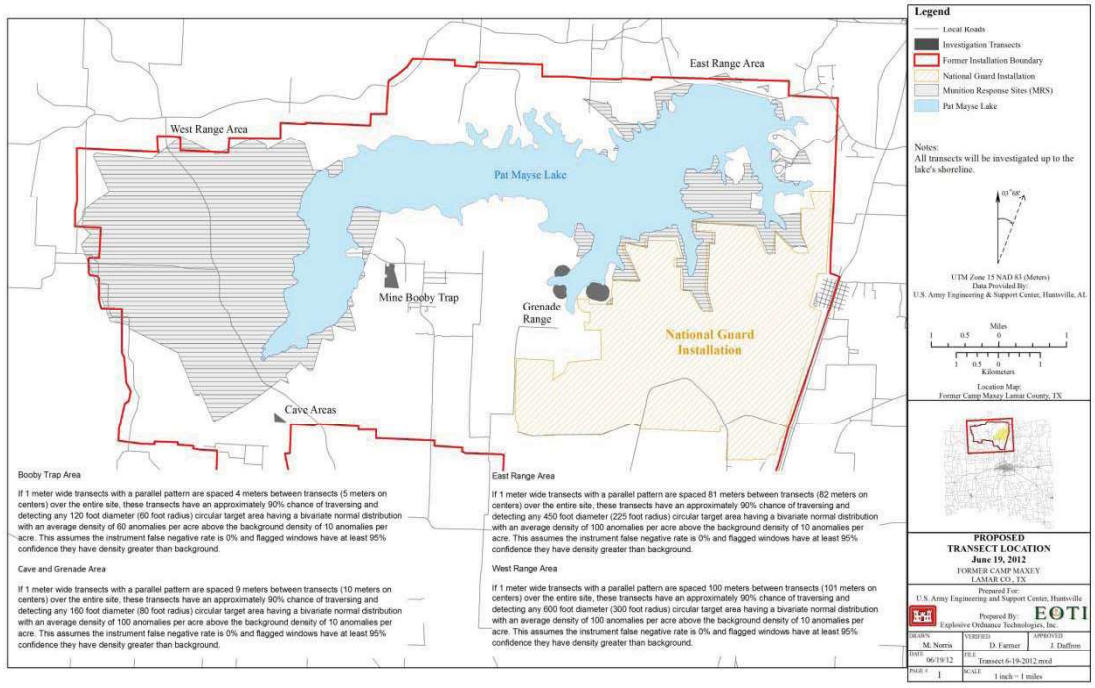 East Range Area
West Range Area
Pat Mayse Lake
Mine Booby Trap
Grenade
Range
National Guard
Installation
Cave Areas
Booby Trap Area
If 1 meter wide transects with a parallel pattern are spaced 4 meters between transects (5 meters on
centers) over the entire site, these transects have an approximately 90% chance of traversing and
detecting any 120 foot diameter (60 foot radius) circular target area having a bivariate normal distribution
with an average density of 60 anomalies per acre above the background density of 10 anomalies per
acre. This assumes the instrument false negative rate is 0% and flagged windows have at least 95%
confidence they have density greater than background.
Cave and Grenade Area
If 1 meter wide transects with a parallel pattern are spaced 9 meters between transects (10 meters on
centers) over the entire site, these transects have an approximately 90% chance of traversing and
detecting any 160 foot diameter (80 foot radius) circular target area having a bivariate normal distribution
with an average density of 100 anomalies per acre above the background density of 10 anomalies per
acre. This assumes the instrument false negative rate is 0% and flagged windows have at least 95%
confidence they have density greater than background.
East Range Area
If 1 meter wide transects with a parallel pattern are spaced 81 meters between transects (82 meters on
centers) over the entire site, these transects have an approximately 90% chance of traversing and
detecting any 450 foot diameter (225 foot radius) circular target area having a bivariate normal distribution
with an average density of 100 anomalies per acre above the background density of 10 anomalies per
acre. This assumes the instrument false negative rate is 0% and flagged windows have at least 95%
confidence they have density greater than background.
West Range Area
If 1 meter wide transects with a parallel pattern are spaced 100 meters between transects (101 meters
on centers) over the entire site, these transects have an approximately 90% chance of traversing and
detecting any 600 foot diameter (300 foot radius) circular target area having a bivariate normal distribution
with an average density of 100 anomalies per acre above the background density of 10 anomalies per
acre. This assumes the instrument false negative rate is 0% and flagged windows have at least 95%
confidence they have density greater than background.
Legend
Local Roads
Investigation Transects
Former Installation Boundary
National Guard Installation
Munition Response Sites (MRS)
Pat Mayse Lake
Notes:
All transects will be investigated up to the
lake's shoreline.
03°68'
UTM Zone 15 NAD 83 (Meters)
Data Provided By:
U.S. Army Engineering & Support Center, Huntsville, AL
Miles
1 0.5 0 1
1 0.5 0 1
Kilometers
Location Map:
Former Camp Maxey Lamar County, TX
PROPOSED
TRANSECT LOCATION
June 19, 2012
FORMER CAMP MAXEY
LAMAR CO., TX
Prepared For:
U.S. Army Engineering and Support Center, Huntsville
Prepared By: EOTI
Explosive Ordnance Technologies, Inc.
DRAWN VERIFIED APPROVED
M. Norris D. Farmer J. Daffron
DATE FILE
06/19/12 Transect 6-19-2012.mxd
PAGE # SCALE
1 1 inch = 1 miles